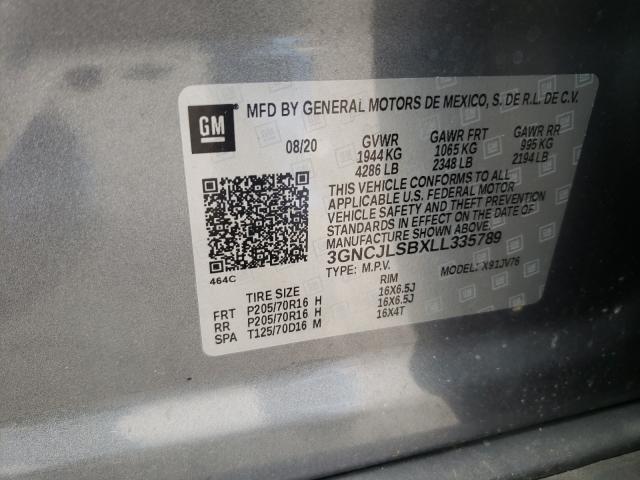 GM
MFD BY GENERAL MOTORS DE MEXICO, S. DE R.L. DE C.V.
08/20 GVWR GAWR FRT GAWR RR
1944 KG 1065 KG 995 KG
4286 LB 2348 LB 2194 LB
THIS VEHICLE CONFORMS TO ALL
APPLICABLE U.S. FEDERAL MOTOR
VEHICLE SAFETY AND THEFT PREVENTION
STANDARDS IN EFFECT ON THE DATE OF
MANUFACTURE SHOWN ABOVE.
3GNCJLSBXLL335789
TYPE: M.P.V. MODEL: X91JV76
464C
TIRE SIZE RIM
FRT P205/70R16 H 16X6.5J
RR P205/70R16 H 16X6.5J
SPA T125/70D16 M 16X4T